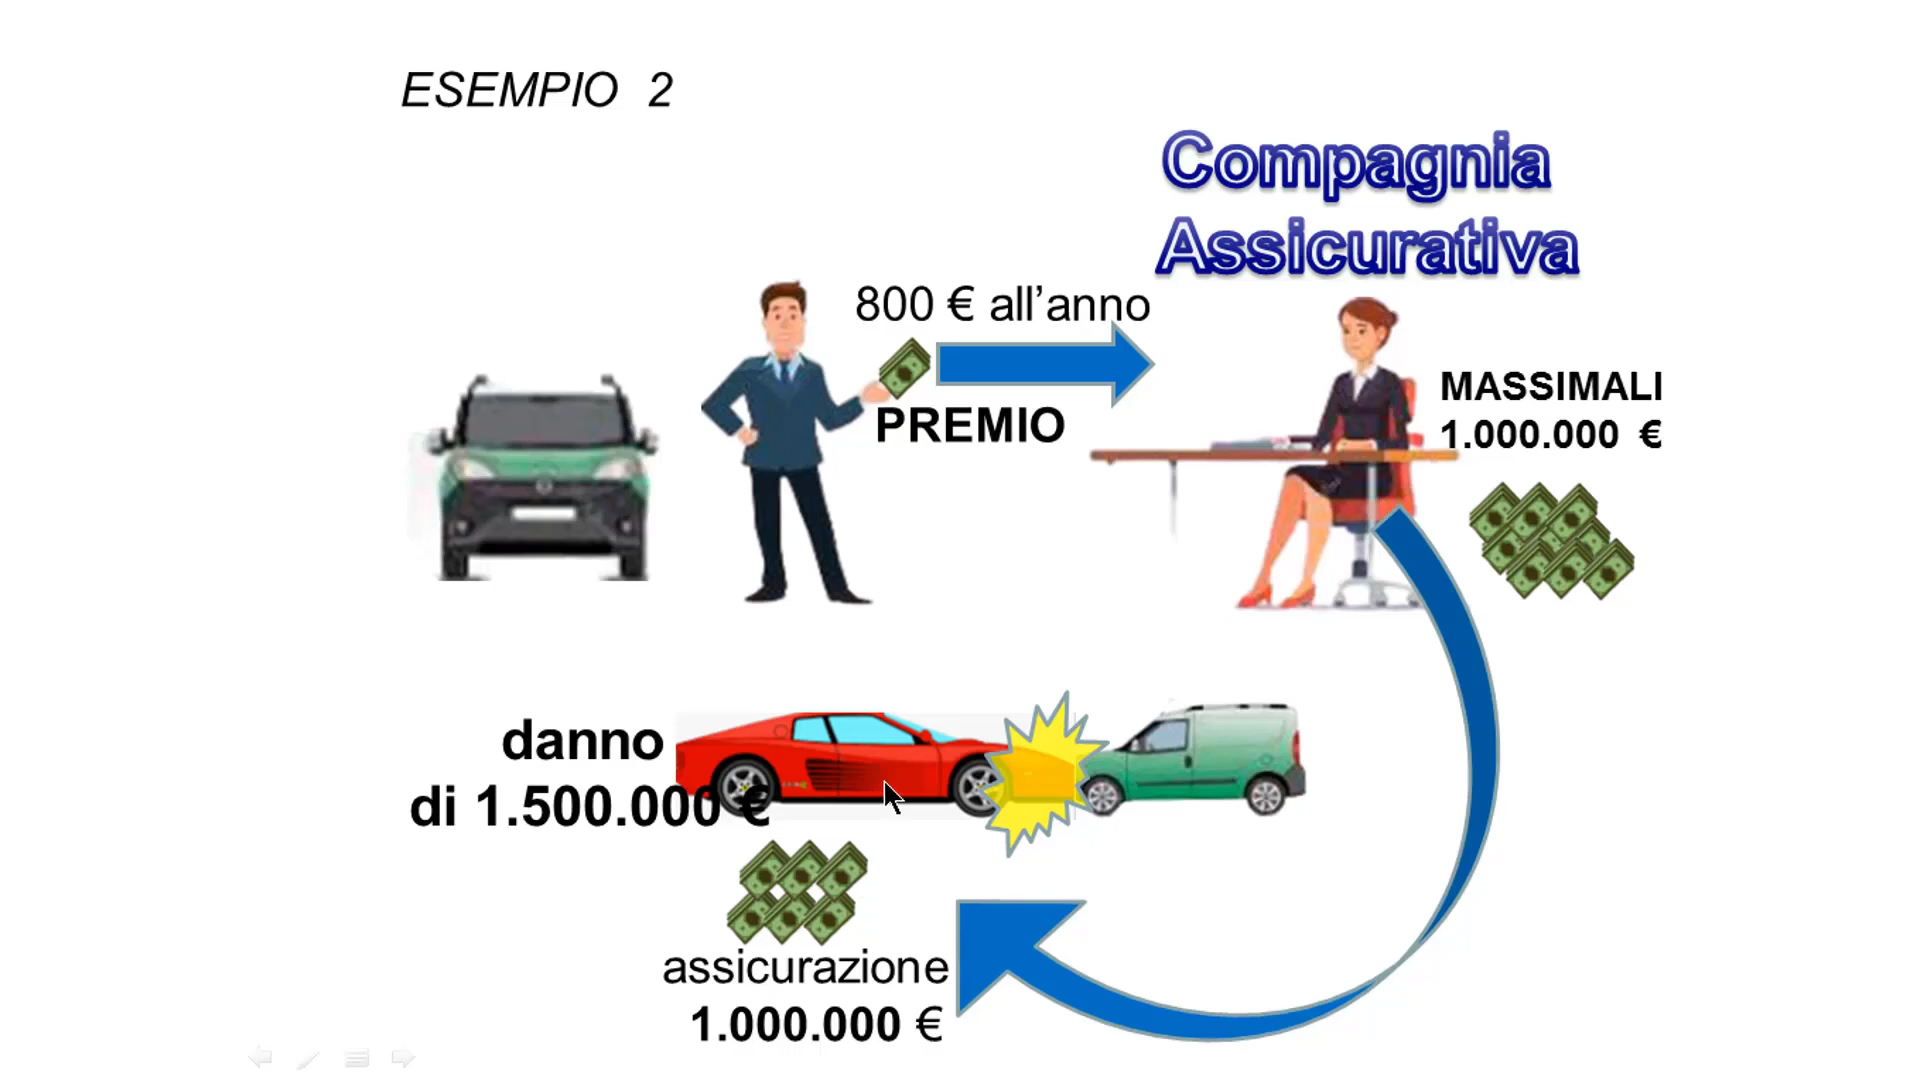 ESEMPIO 2
Compagnia
Assicurativa
800 € all’anno
PREMIO
MASSIMALI
1.000.000 €
danno
di 1.500.000 €
assicurazione
1.000.000 €